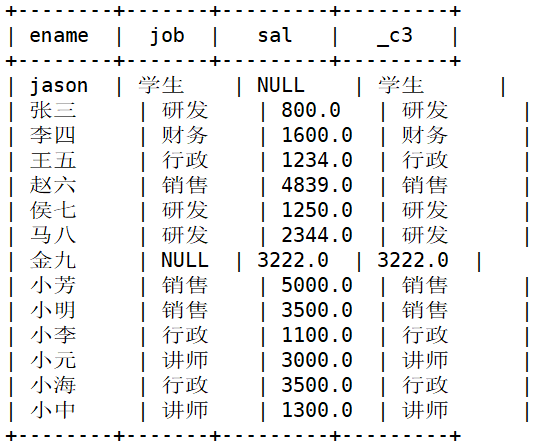 +--------+-------+---------+---------+
| ename | job | sal | _c3 |
+--------+-------+---------+---------+
| jason | 学生 | NULL | 学生 |
| 张三 | 研发 | 800.0 | 研发 |
| 李四 | 财务 | 1600.0 | 财务 |
| 王五 | 行政 | 1234.0 | 行政 |
| 赵六 | 销售 | 4839.0 | 销售 |
| 侯七 | 研发 | 1250.0 | 研发 |
| 马八 | 研发 | 2344.0 | 研发 |
| 金九 | NULL | 3222.0 | 3222.0 |
| 小芳 | 销售 | 5000.0 | 销售 |
| 小明 | 销售 | 3500.0 | 销售 |
| 小李 | 行政 | 1100.0 | 行政 |
| 小元 | 讲师 | 3000.0 | 讲师 |
| 小海 | 行政 | 3500.0 | 行政 |
| 小中 | 讲师 | 1300.0 | 讲师 |
+--------+-------+---------+---------+